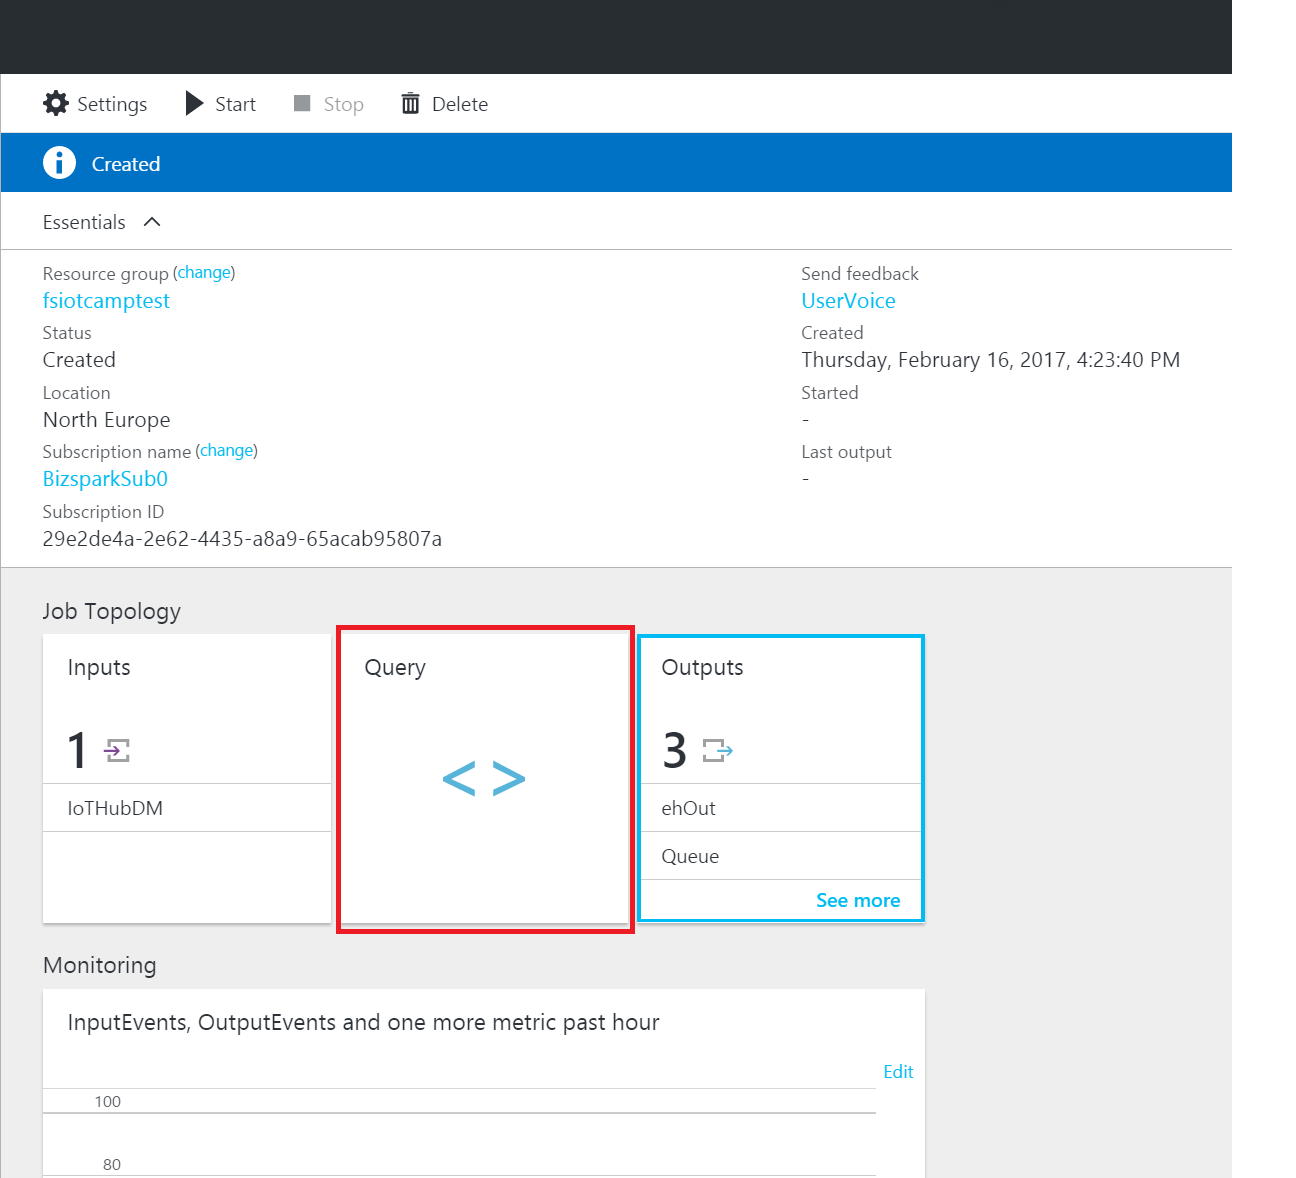 Settings Start Stop Delete
Created
Essentials
Resource group (change)
fsiotcamptest
Status
Created
Location
North Europe
Subscription name (change)
BizsparkSub0
Subscription ID
29e2de4a-2e62-4435-a8a9-65acab95807a
Send feedback
UserVoice
Created
Thursday, February 16, 2017, 4:23:40 PM
Started
-
Last output
-
Job Topology
Inputs
1
IoTHubDM
Query
< >
Outputs
3
ehOut
Queue
See more
Monitoring
InputEvents, OutputEvents and one more metric past hour
Edit
100
80